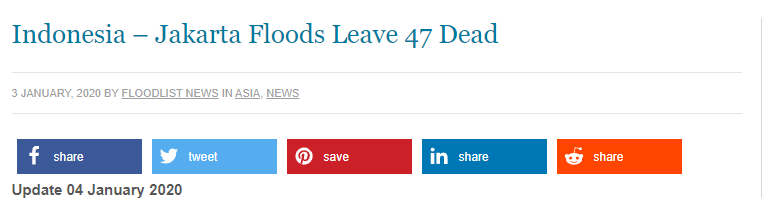 Indonesia – Jakarta Floods Leave 47 Dead
3 JANUARY, 2020 BY FLOODLIST NEWS IN ASIA, NEWS
share tweet save share share
Update 04 January 2020